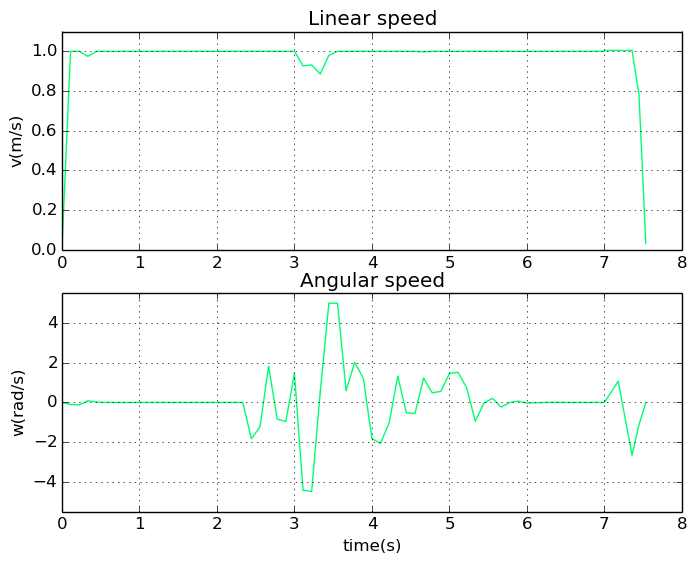 Linear speed
1.0
0.8
0.6
0.4
0.2
0.0
v(m/s)
0 1 2 3 4 5 6 7 8
Angular speed
4
2
0
−2
−4
w(rad/s)
0 1 2 3 4 5 6 7 8
time(s)